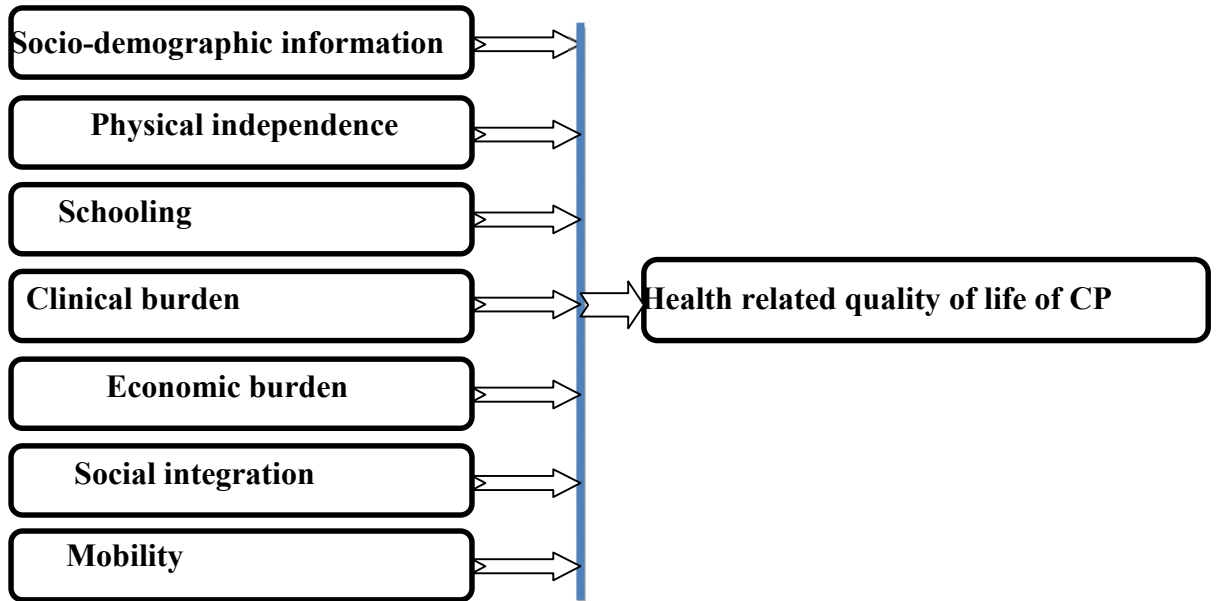 Socio-demographic information
Physical independence
Schooling
Clinical burden
Economic burden
Social integration
Mobility
Health related quality of life of CP